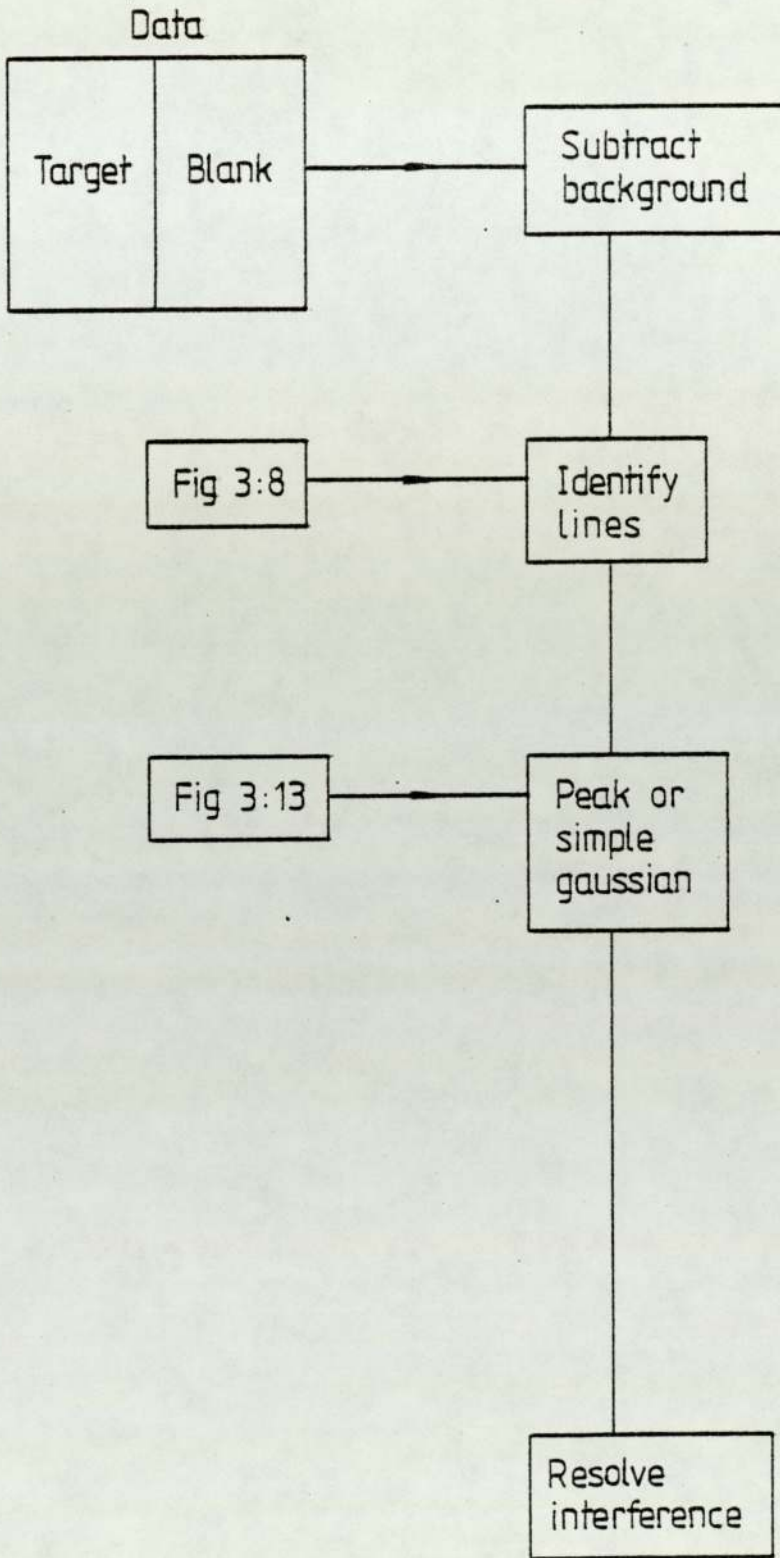 Data
Target
Blank
Subtract
background
Fig 3:8
Identify
lines
Fig 3:13
Peak or
simple
gaussian
Resolve
interference